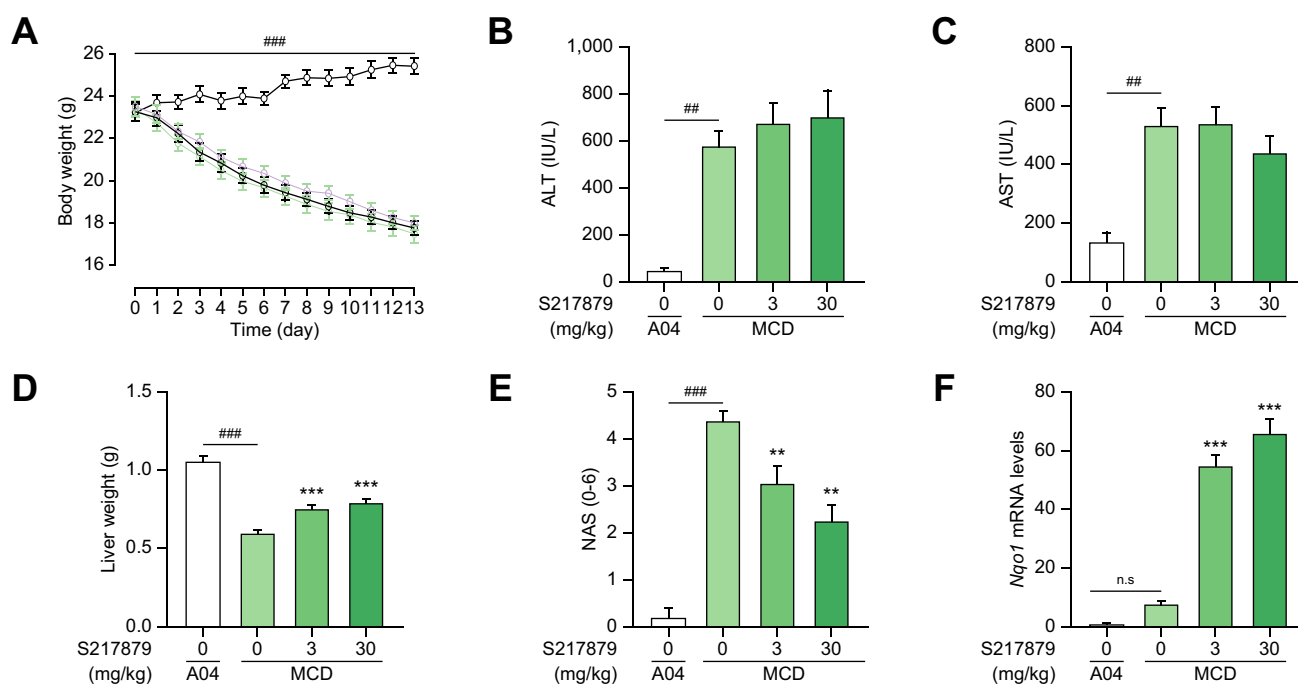 A
###
Body weight (g)
26
24
22
20
18
16
0 1 2 3 4 5 6 7 8 9 10 11 12 13
Time (day)
B
ALT (IU/L)
1,000
800
600
400
200
0
##
S217879 0 0 3 30
(mg/kg) A04 MCD
C
AST (IU/L)
800
600
400
200
0
##
S217879 0 0 3 30
(mg/kg) A04 MCD
D
Liver weight (g)
1.5
1.0
0.5
0.0
###
*** ***
S217879 0 0 3 30
(mg/kg) A04 MCD
E
NAS (0-6)
5
4
3
2
1
0
###
** **
S217879 0 0 3 30
(mg/kg) A04 MCD
F
Nqo1 mRNA levels
80
60
40
20
0
n.s
*** ***
S217879 0 0 3 30
(mg/kg) A04 MCD